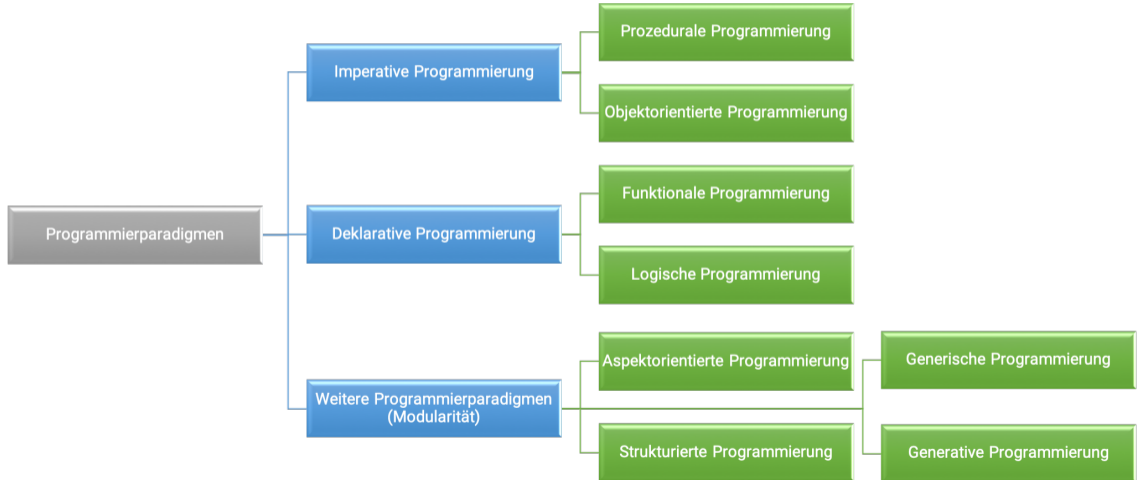 Programmierparadigmen
Imperative Programmierung
Prozedurale Programmierung
Objektorientierte Programmierung
Deklarative Programmierung
Funktionale Programmierung
Logische Programmierung
Weitere Programmierparadigmen
(Modularität)
Aspektorientierte Programmierung
Strukturierte Programmierung
Generische Programmierung
Generative Programmierung